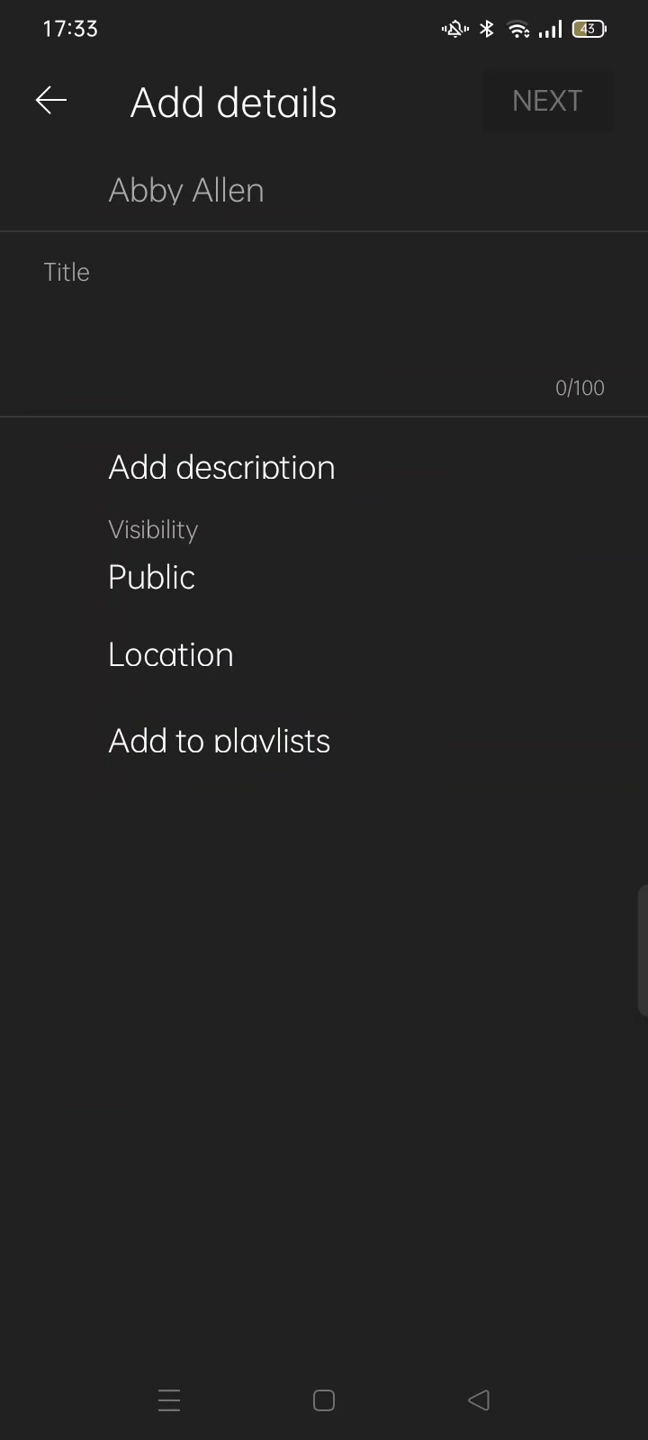 17:33
43
Add details
NEXT
Abby Allen
Title
0/100
Add description
Visibility
Public
Location
Add to playlists